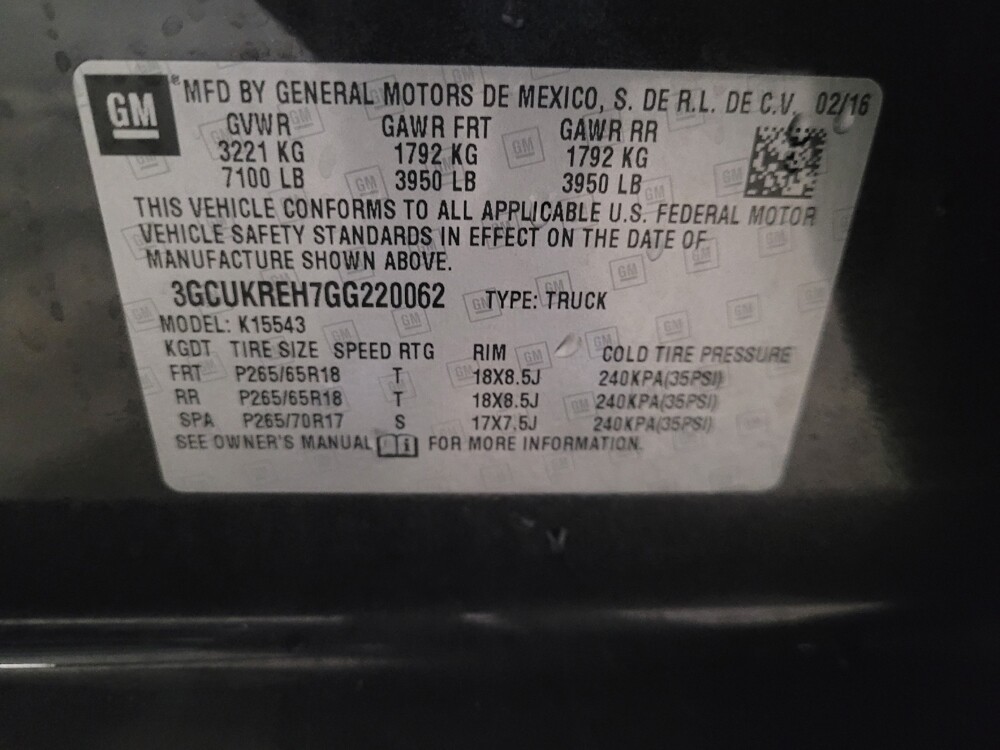 GM
MFD BY GENERAL MOTORS DE MEXICO, S. DE R.L. DE C.V. 02/16
GVWR GAWR FRT GAWR RR
3221 KG 1792 KG 1792 KG
7100 LB 3950 LB 3950 LB
THIS VEHICLE CONFORMS TO ALL APPLICABLE U.S. FEDERAL MOTOR
VEHICLE SAFETY STANDARDS IN EFFECT ON THE DATE OF
MANUFACTURE SHOWN ABOVE.
3GCUKREH7GG220062 TYPE: TRUCK
MODEL: K15543
KGDT TIRE SIZE SPEED RTG RIM COLD TIRE PRESSURE
FRT P265/65R18 T 18X8.5J 240KPA(35PSI)
RR P265/65R18 T 18X8.5J 240KPA(35PSI)
SPA P265/70R17 S 17X7.5J 240KPA(35PSI)
SEE OWNER'S MANUAL FOR MORE INFORMATION.